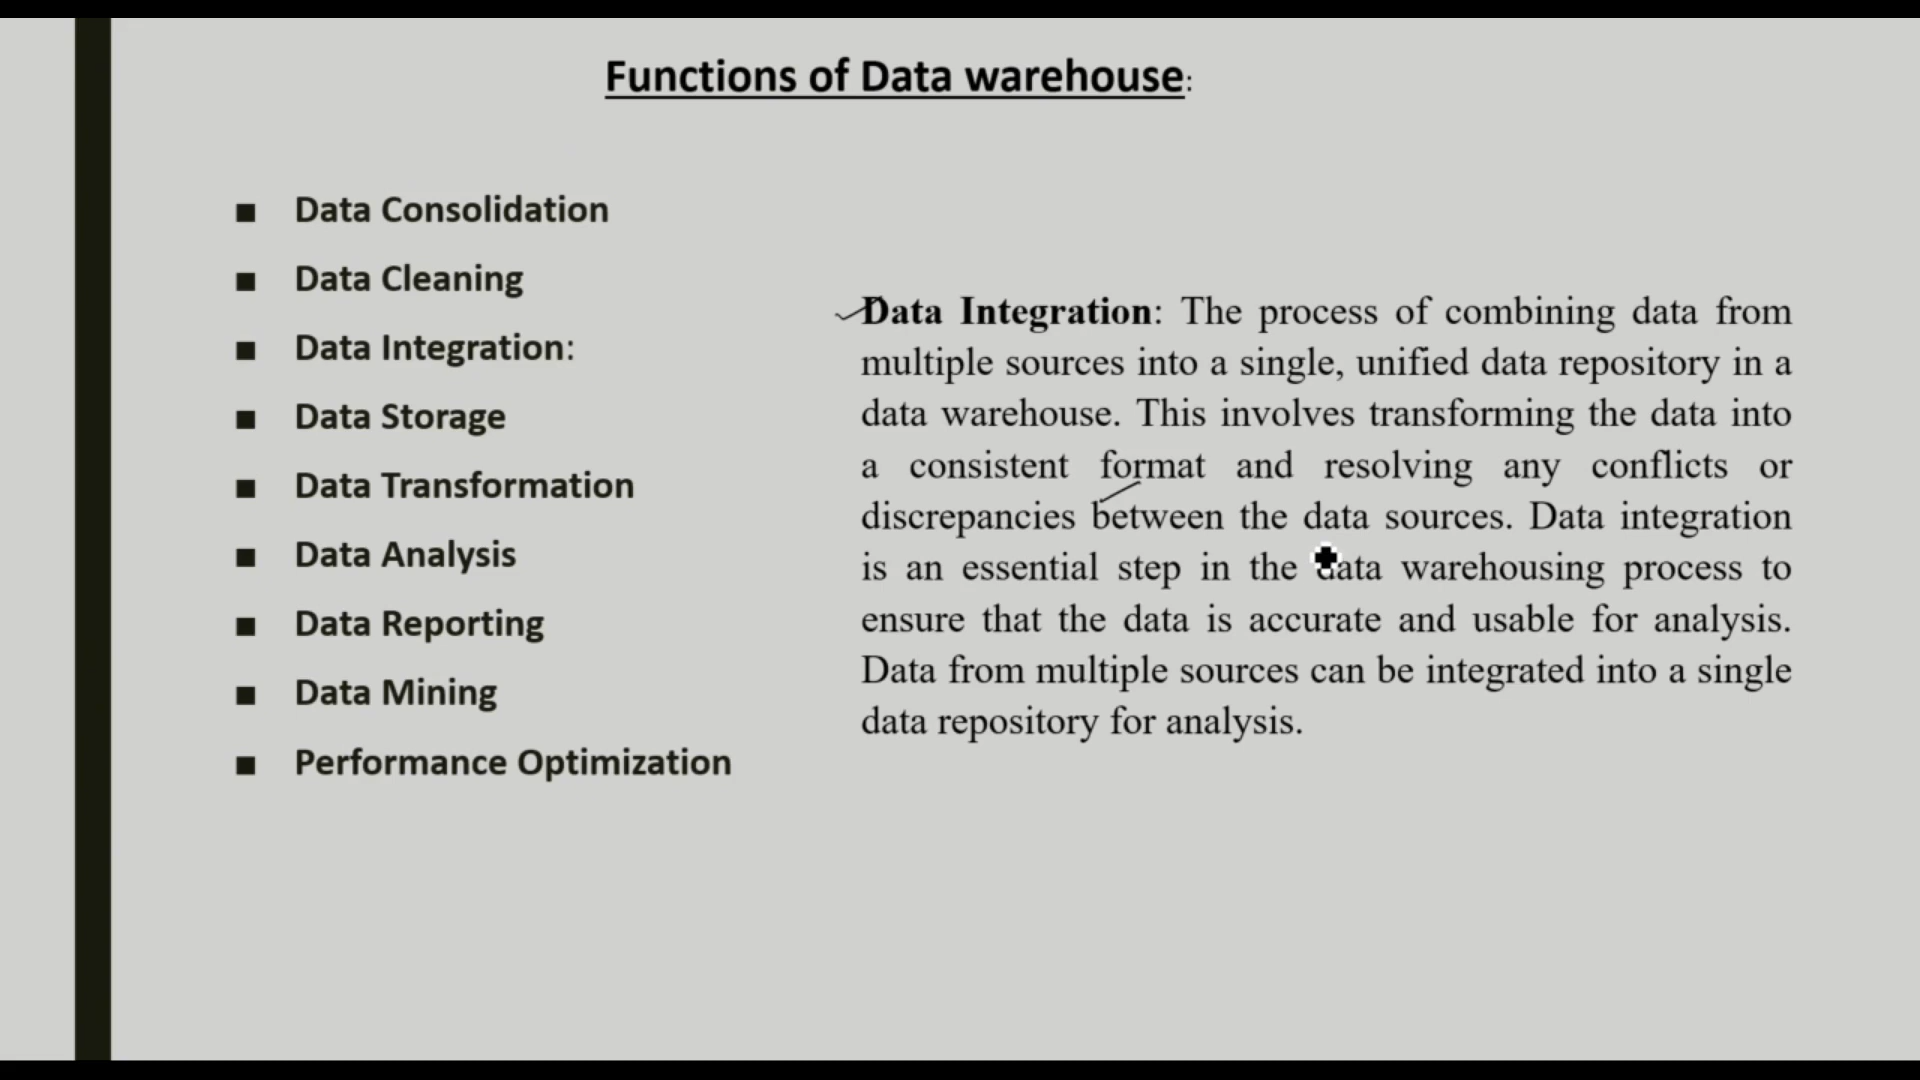 Functions of Data warehouse:
■ Data Consolidation
■ Data Cleaning
■ Data Integration:
■ Data Storage
■ Data Transformation
■ Data Analysis
■ Data Reporting
■ Data Mining
■ Performance Optimization
Data Integration: The process of combining data from
multiple sources into a single, unified data repository in a
data warehouse. This involves transforming the data into
a consistent format and resolving any conflicts or
discrepancies between the data sources. Data integration
is an essential step in the data warehousing process to
ensure that the data is accurate and usable for analysis.
Data from multiple sources can be integrated into a single
data repository for analysis.